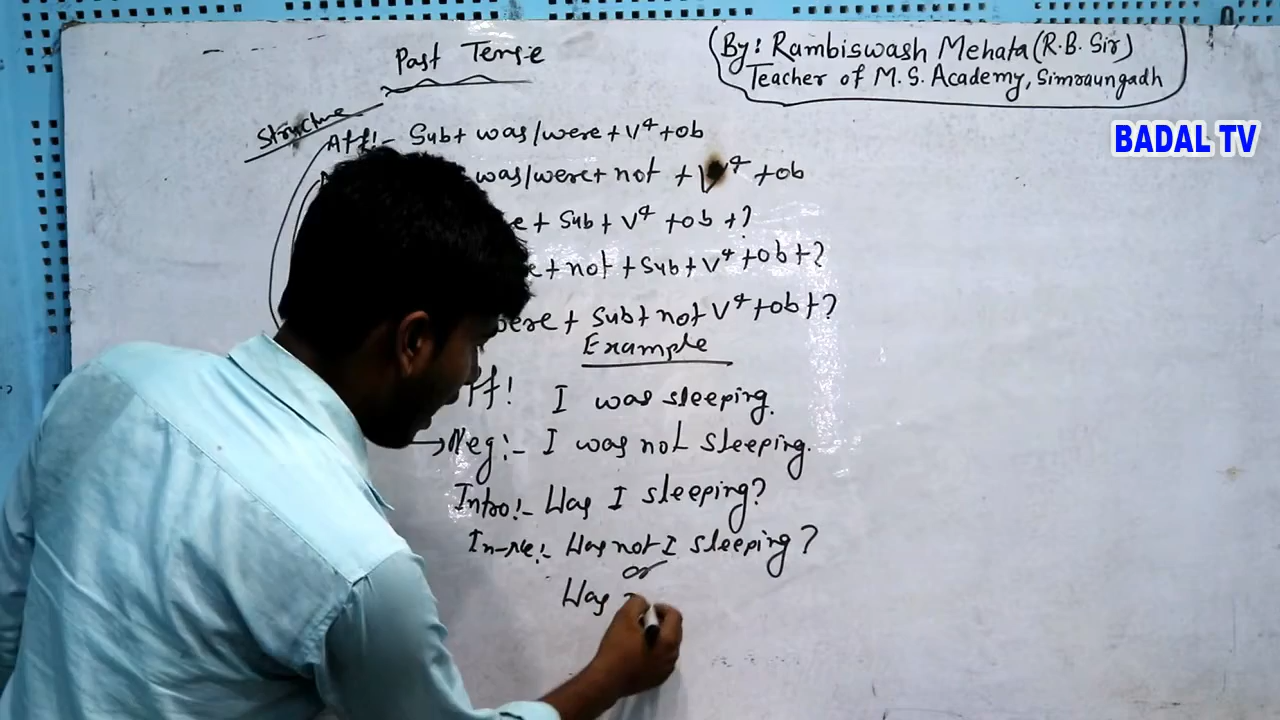 Past Tense
By: Rambiswash Mehata (R.B. Sir)
Teacher of M. S. Academy, Simraungadh
BADAL TV
Structure
Aff:- Sub+ was/were + V4 + ob
was/were + not + V4 + ob
e + Sub + V4 + ob + ?
e + not + Sub + V4 + ob + ?
were + Sub + not V4 + ob + ?
Example
ff! I was sleeping.
→ Neg:- I was not sleeping.
Intro:- Was I sleeping?
In-Ne:- Was not I sleeping?
or
Was